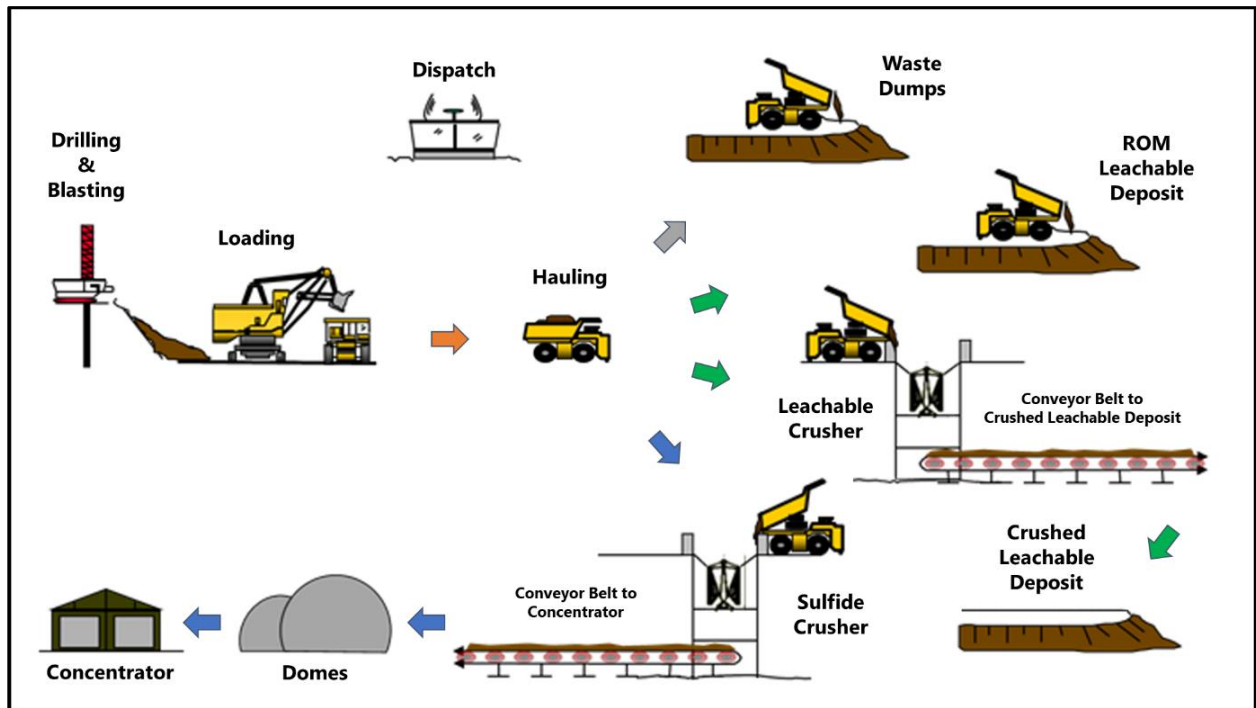 Dispatch
Waste
Dumps
Drilling
&
Blasting
ROM
Leachable
Deposit
Loading
Hauling
Leachable
Crusher
Conveyor Belt to
Crushed Leachable Deposit
Crushed
Leachable
Deposit
Conveyor Belt to
Concentrator
Sulfide
Crusher
Concentrator
Domes